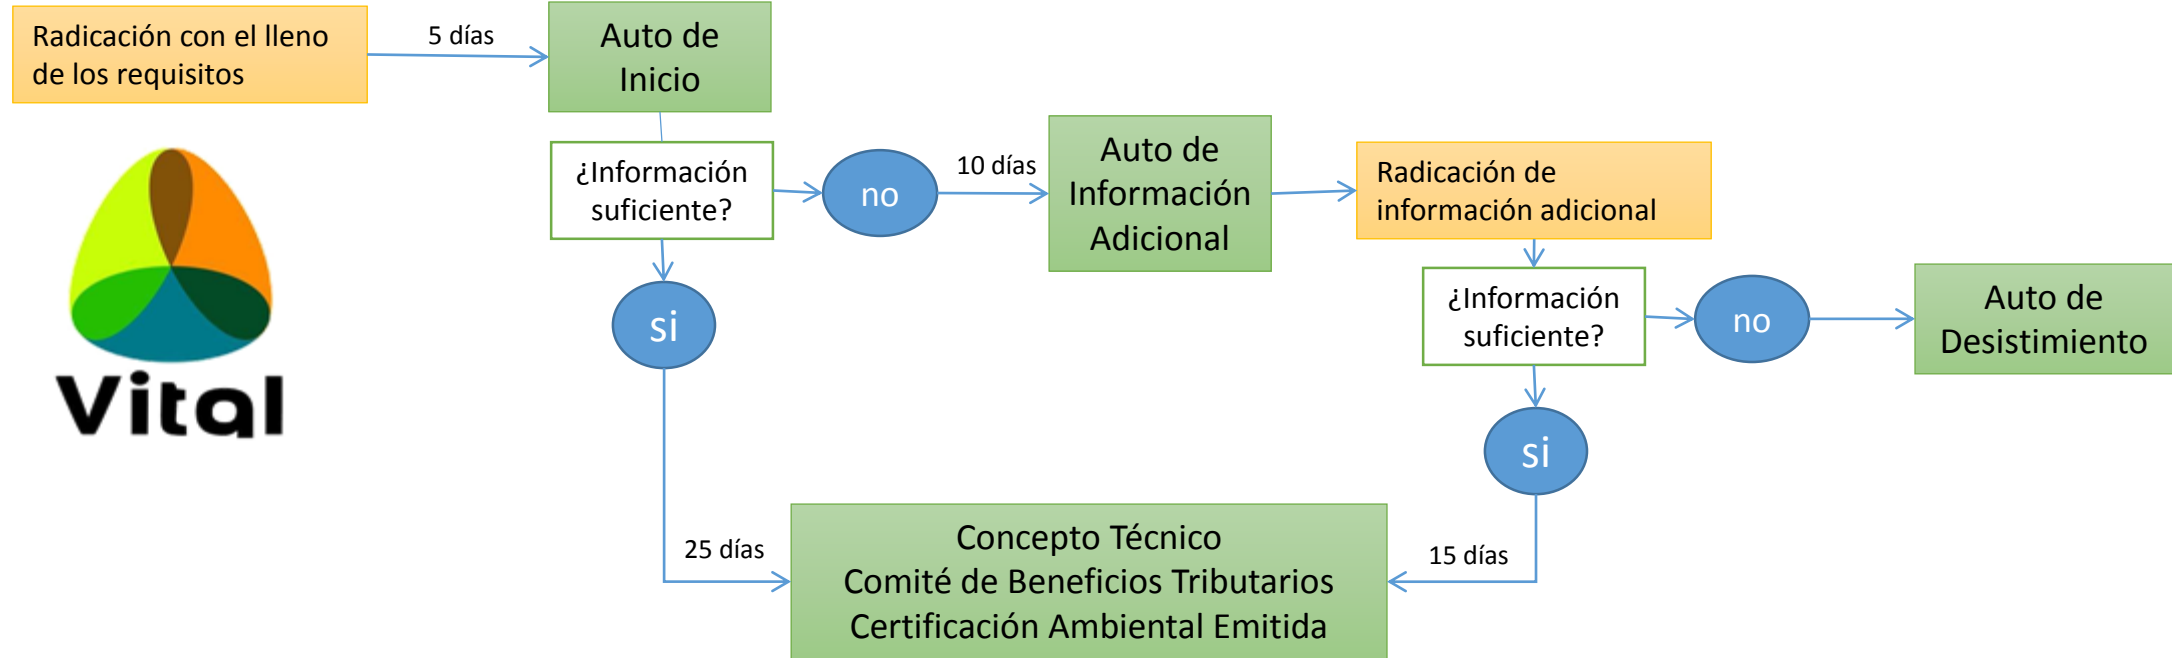 Radicación con el lleno
de los requisitos
5 días
Auto de
Inicio
¿Información
suficiente?
no
10 días
Auto de
Información
Adicional
Radicación de
información adicional
¿Información
suficiente?
no
Auto de
Desistimiento
si
si
25 días
Concepto Técnico
Comité de Beneficios Tributarios
Certificación Ambiental Emitida
15 días
Vital